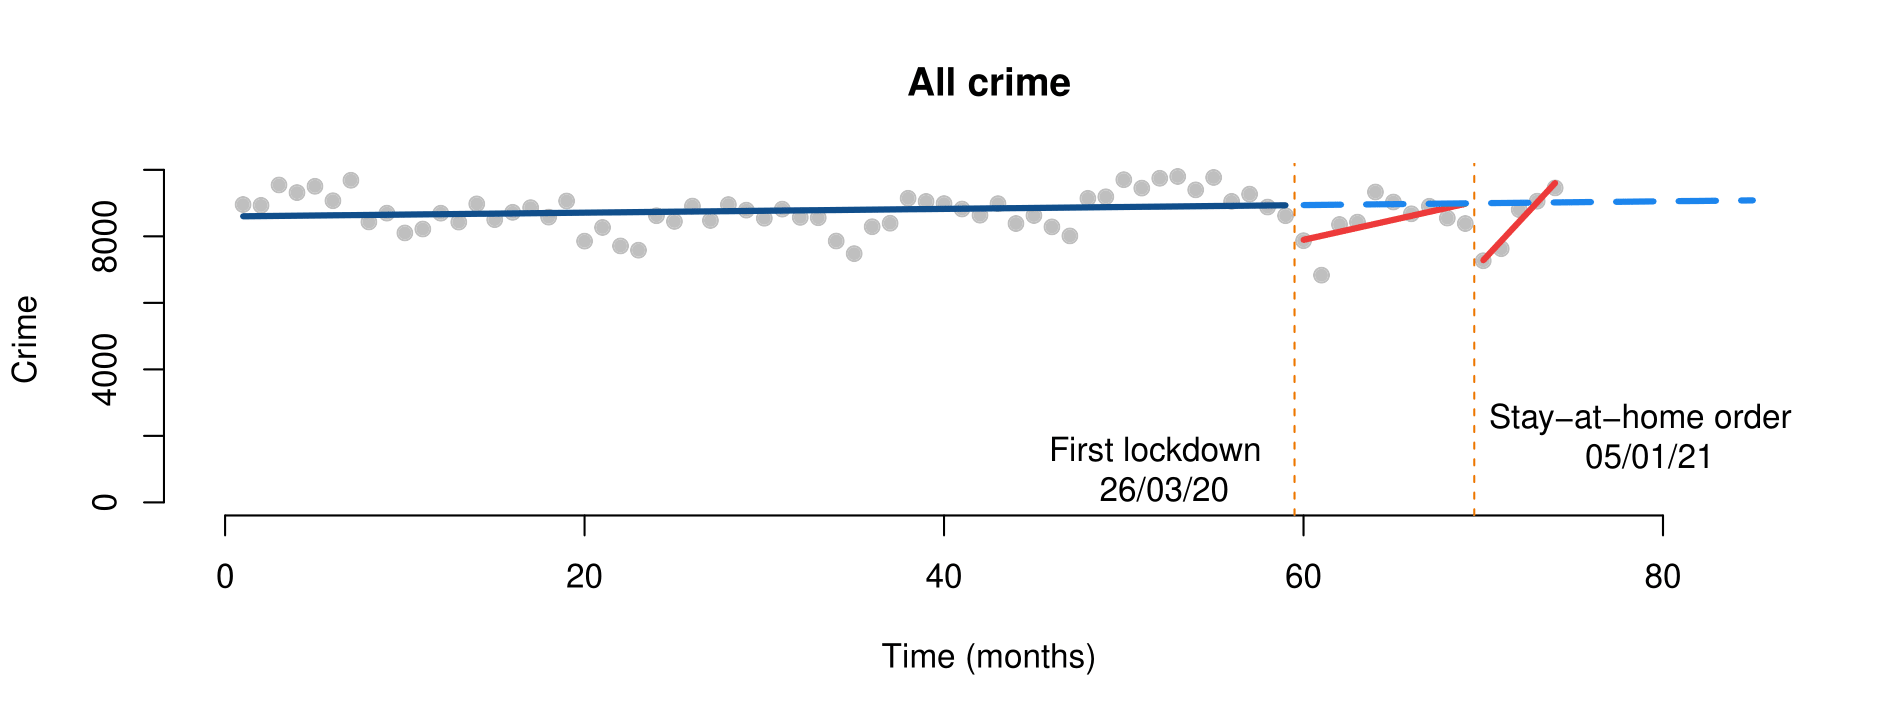 All crime
Crime
8000
4000
0
First lockdown
26/03/20
Stay−at−home order
05/01/21
0 20 40 60 80
Time (months)